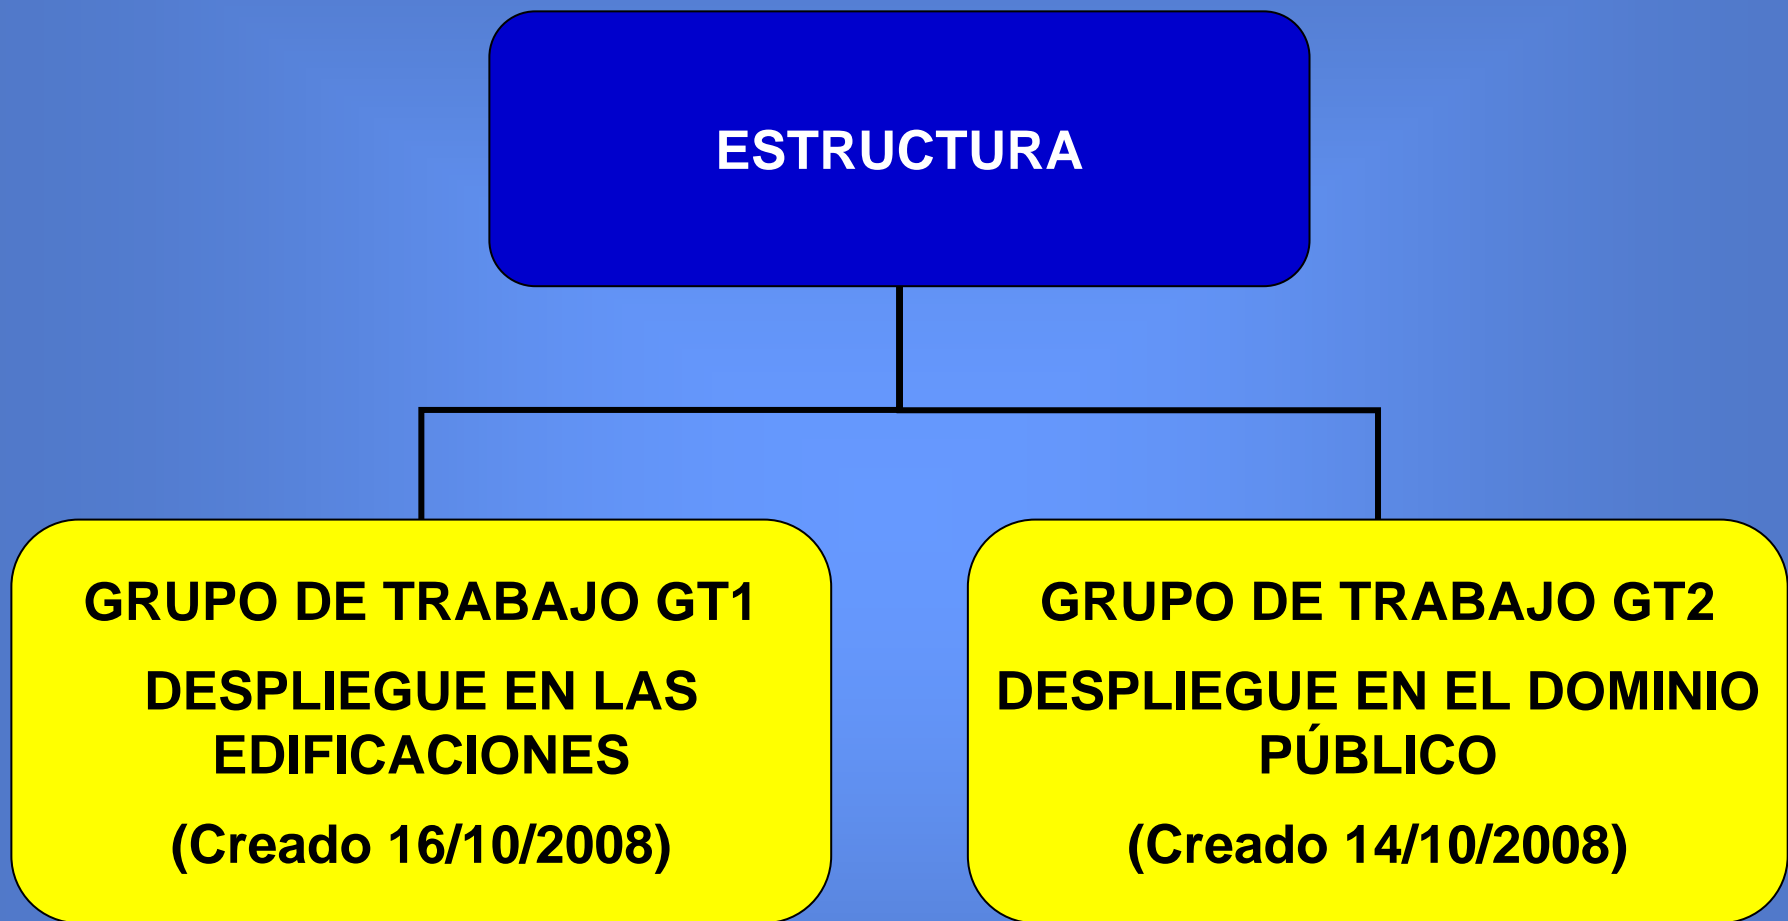 ESTRUCTURA
GRUPO DE TRABAJO GT1
DESPLIEGUE EN LAS
EDIFICACIONES
(Creado 16/10/2008)
GRUPO DE TRABAJO GT2
DESPLIEGUE EN EL DOMINIO
PÚBLICO
(Creado 14/10/2008)